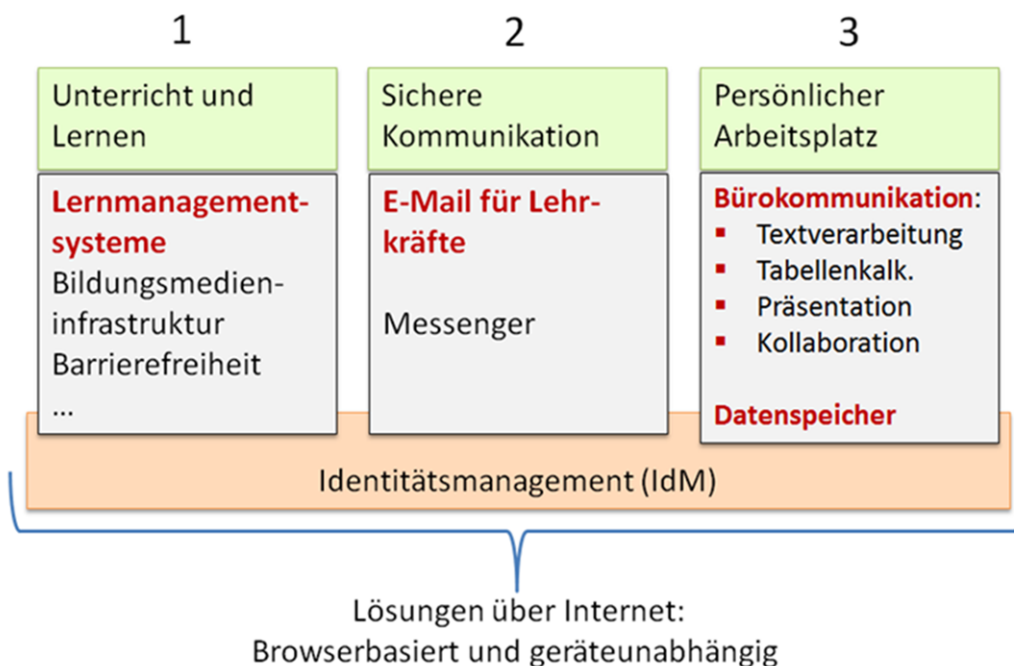 1
Unterricht und
Lernen
Lernmanagement-
systeme
Bildungsmedien-
infrastruktur
Barrierefreiheit
...
2
Sichere
Kommunikation
E-Mail für Lehr-
kräfte
Messenger
3
Persönlicher
Arbeitsplatz
Bürokommunikation:
▪ Textverarbeitung
▪ Tabellenkalk.
▪ Präsentation
▪ Kollaboration
Datenspeicher
Identitätsmanagement (IdM)
Lösungen über Internet:
Browserbasiert und geräteunabhängig